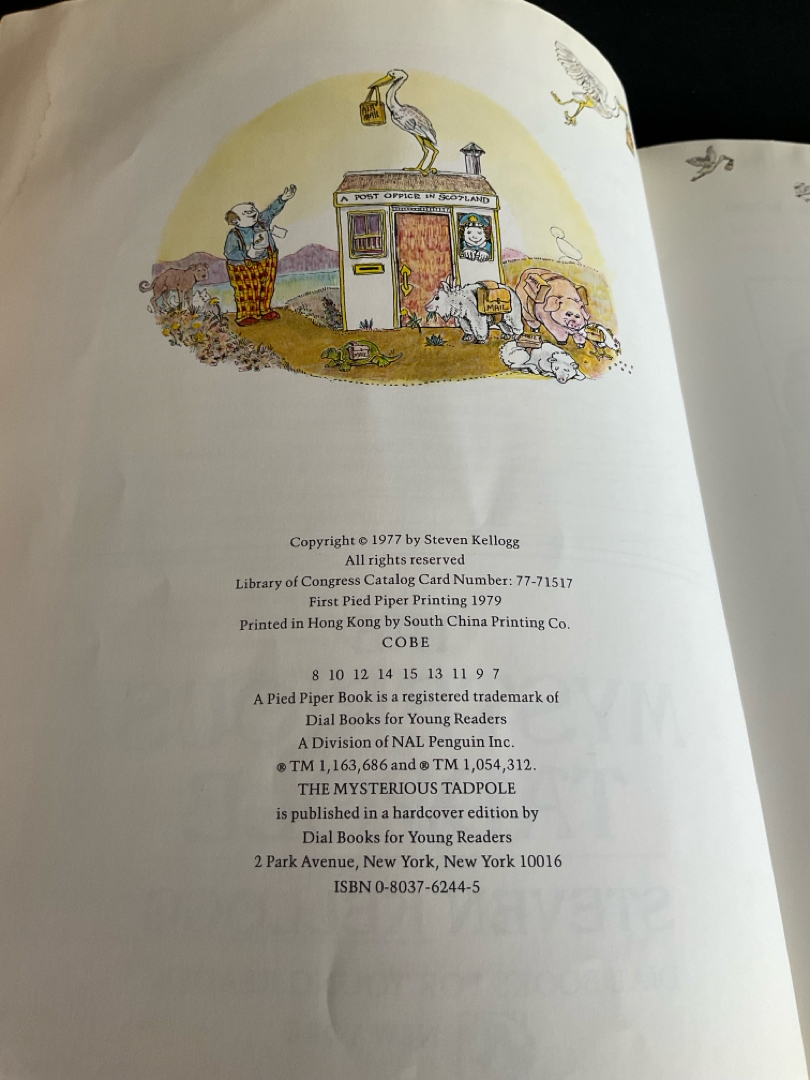 AIR
MAIL
A POST OFFICE IN SCOTLAND
MAIL
Copyright © 1977 by Steven Kellogg
All rights reserved
Library of Congress Catalog Card Number: 77-71517
First Pied Piper Printing 1979
Printed in Hong Kong by South China Printing Co.
COBE
8 10 12 14 15 13 11 9 7
A Pied Piper Book is a registered trademark of
Dial Books for Young Readers
A Division of NAL Penguin Inc.
® TM 1,163,686 and ® TM 1,054,312.
THE MYSTERIOUS TADPOLE
is published in a hardcover edition by
Dial Books for Young Readers
2 Park Avenue, New York, New York 10016
ISBN 0-8037-6244-5